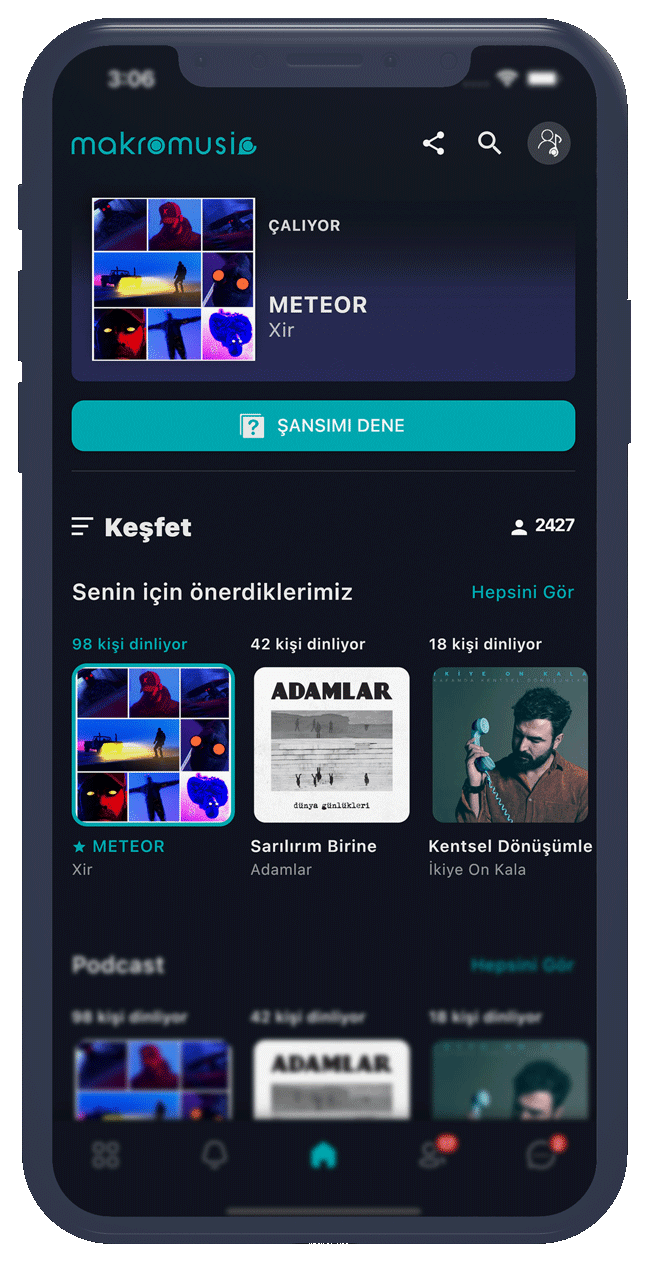 3:06
makromusic
ÇALIYOR
METEOR
Xir
ŞANSIMI DENE
Keşfet
2427
Senin için önerdiklerimiz
Hepsini Gör
98 kişi dinliyor
42 kişi dinliyor
18 kişi dinliyor
ADAMLAR
dünya günlükleri
İKİYE ON KALA
METEOR
Sarılırım Birine
Kentsel Dönüşümle
Xir
Adamlar
İkiye On Kala
Podcast
Hepsini Gör
98 kişi dinliyor
42 kişi dinliyor
18 kişi dinliyor
ADAMLAR